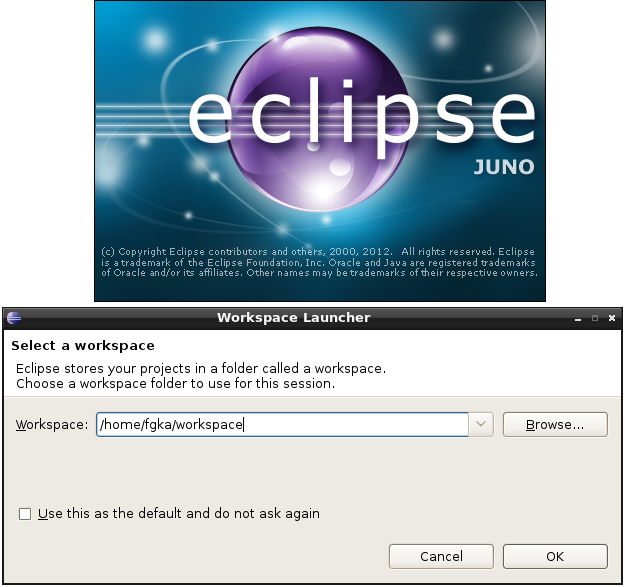 eclipse
JUNO
(c) Copyright Eclipse contributors and others, 2000, 2012.  All rights reserved. Eclipse
is a trademark of the Eclipse Foundation, Inc. Oracle and Java are registered trademarks
of Oracle and/or its affiliates. Other names may be trademarks of their respective owners.
Workspace Launcher
Select a workspace
Eclipse stores your projects in a folder called a workspace.
Choose a workspace folder to use for this session.
Workspace: /home/fgka/workspace Browse...
Use this as the default and do not ask again
Cancel OK